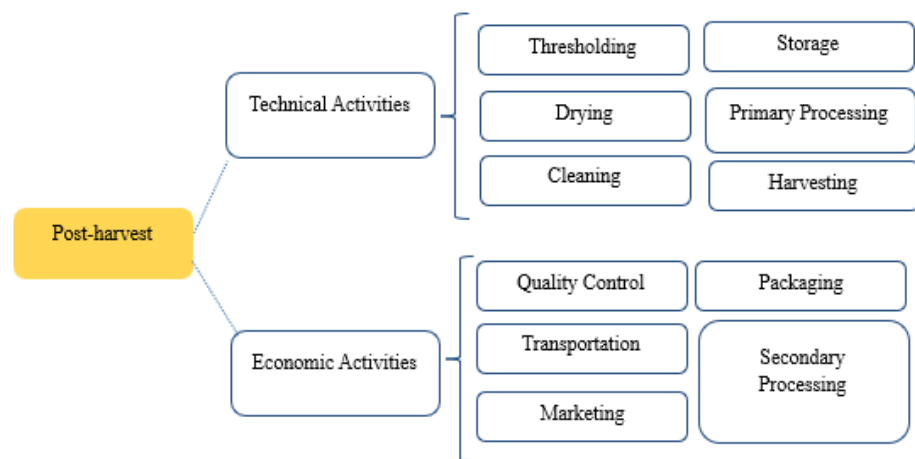 Post-harvest
Technical Activities
Thresholding
Storage
Drying
Primary Processing
Cleaning
Harvesting
Economic Activities
Quality Control
Packaging
Transportation
Secondary
Processing
Marketing